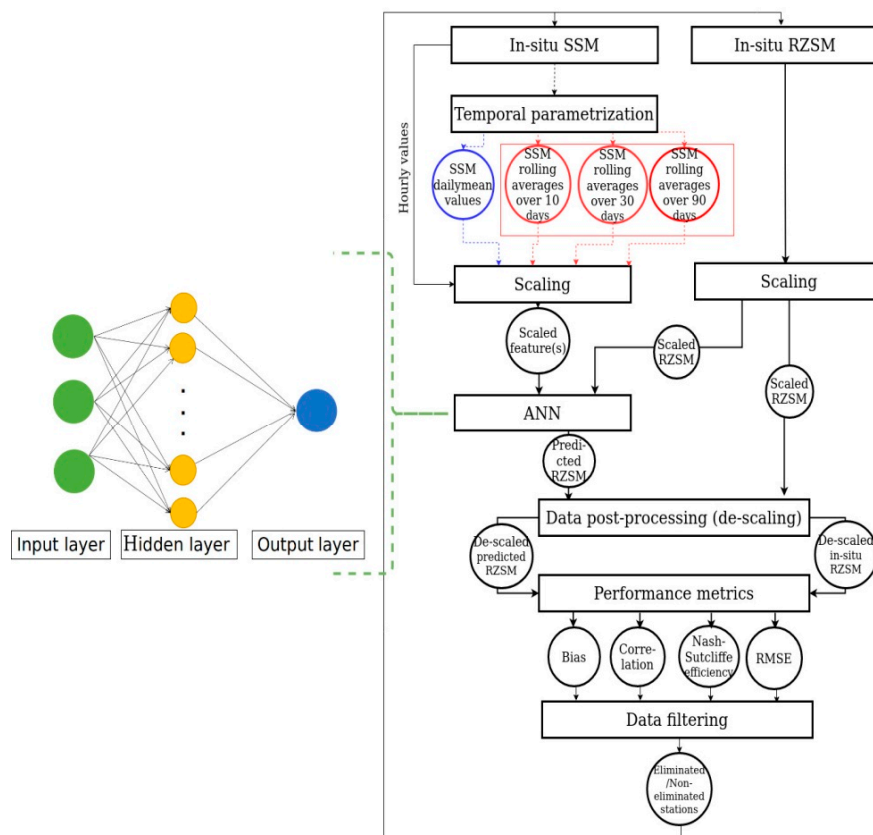 In-situ SSM
In-situ RZSM
Hourly values
Temporal parametrization
SSM
dailymean
values
SSM
rolling
averages
over 10
days
SSM
rolling
averages
over 30
days
SSM
rolling
averages
over 90
days
Scaling
Scaling
Scaled
feature(s)
Scaled
RZSM
Scaled
RZSM
ANN
Predi-
cted
RZSM
Input layer
Hidden layer
Output layer
Data post-processing (de-scaling)
De-scaled
predicted
RZSM
De-scaled
in-situ
RZSM
Performance metrics
Bias
Corre-
lation
Nash-
Sutcliffe
efficiency
RMSE
Data filtering
Eliminated
/Non-
eliminated
stations